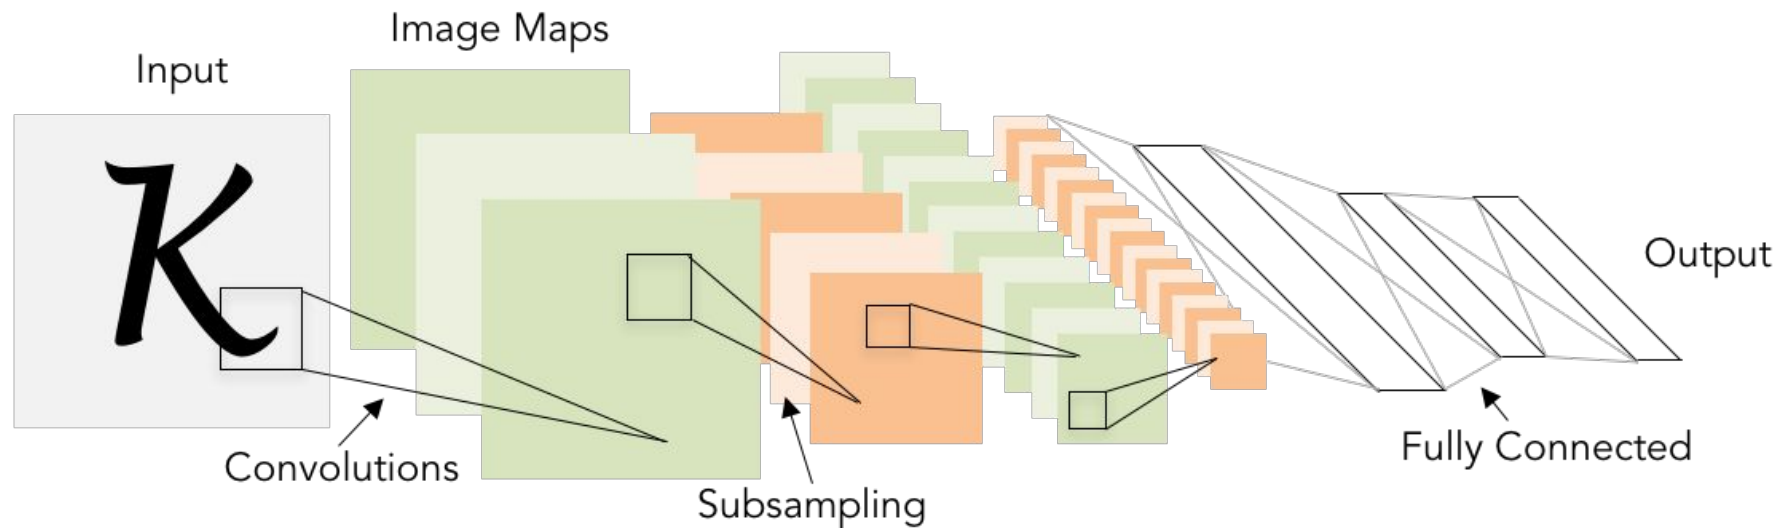 Image Maps
Input
K
Output
Convolutions
Fully Connected
Subsampling